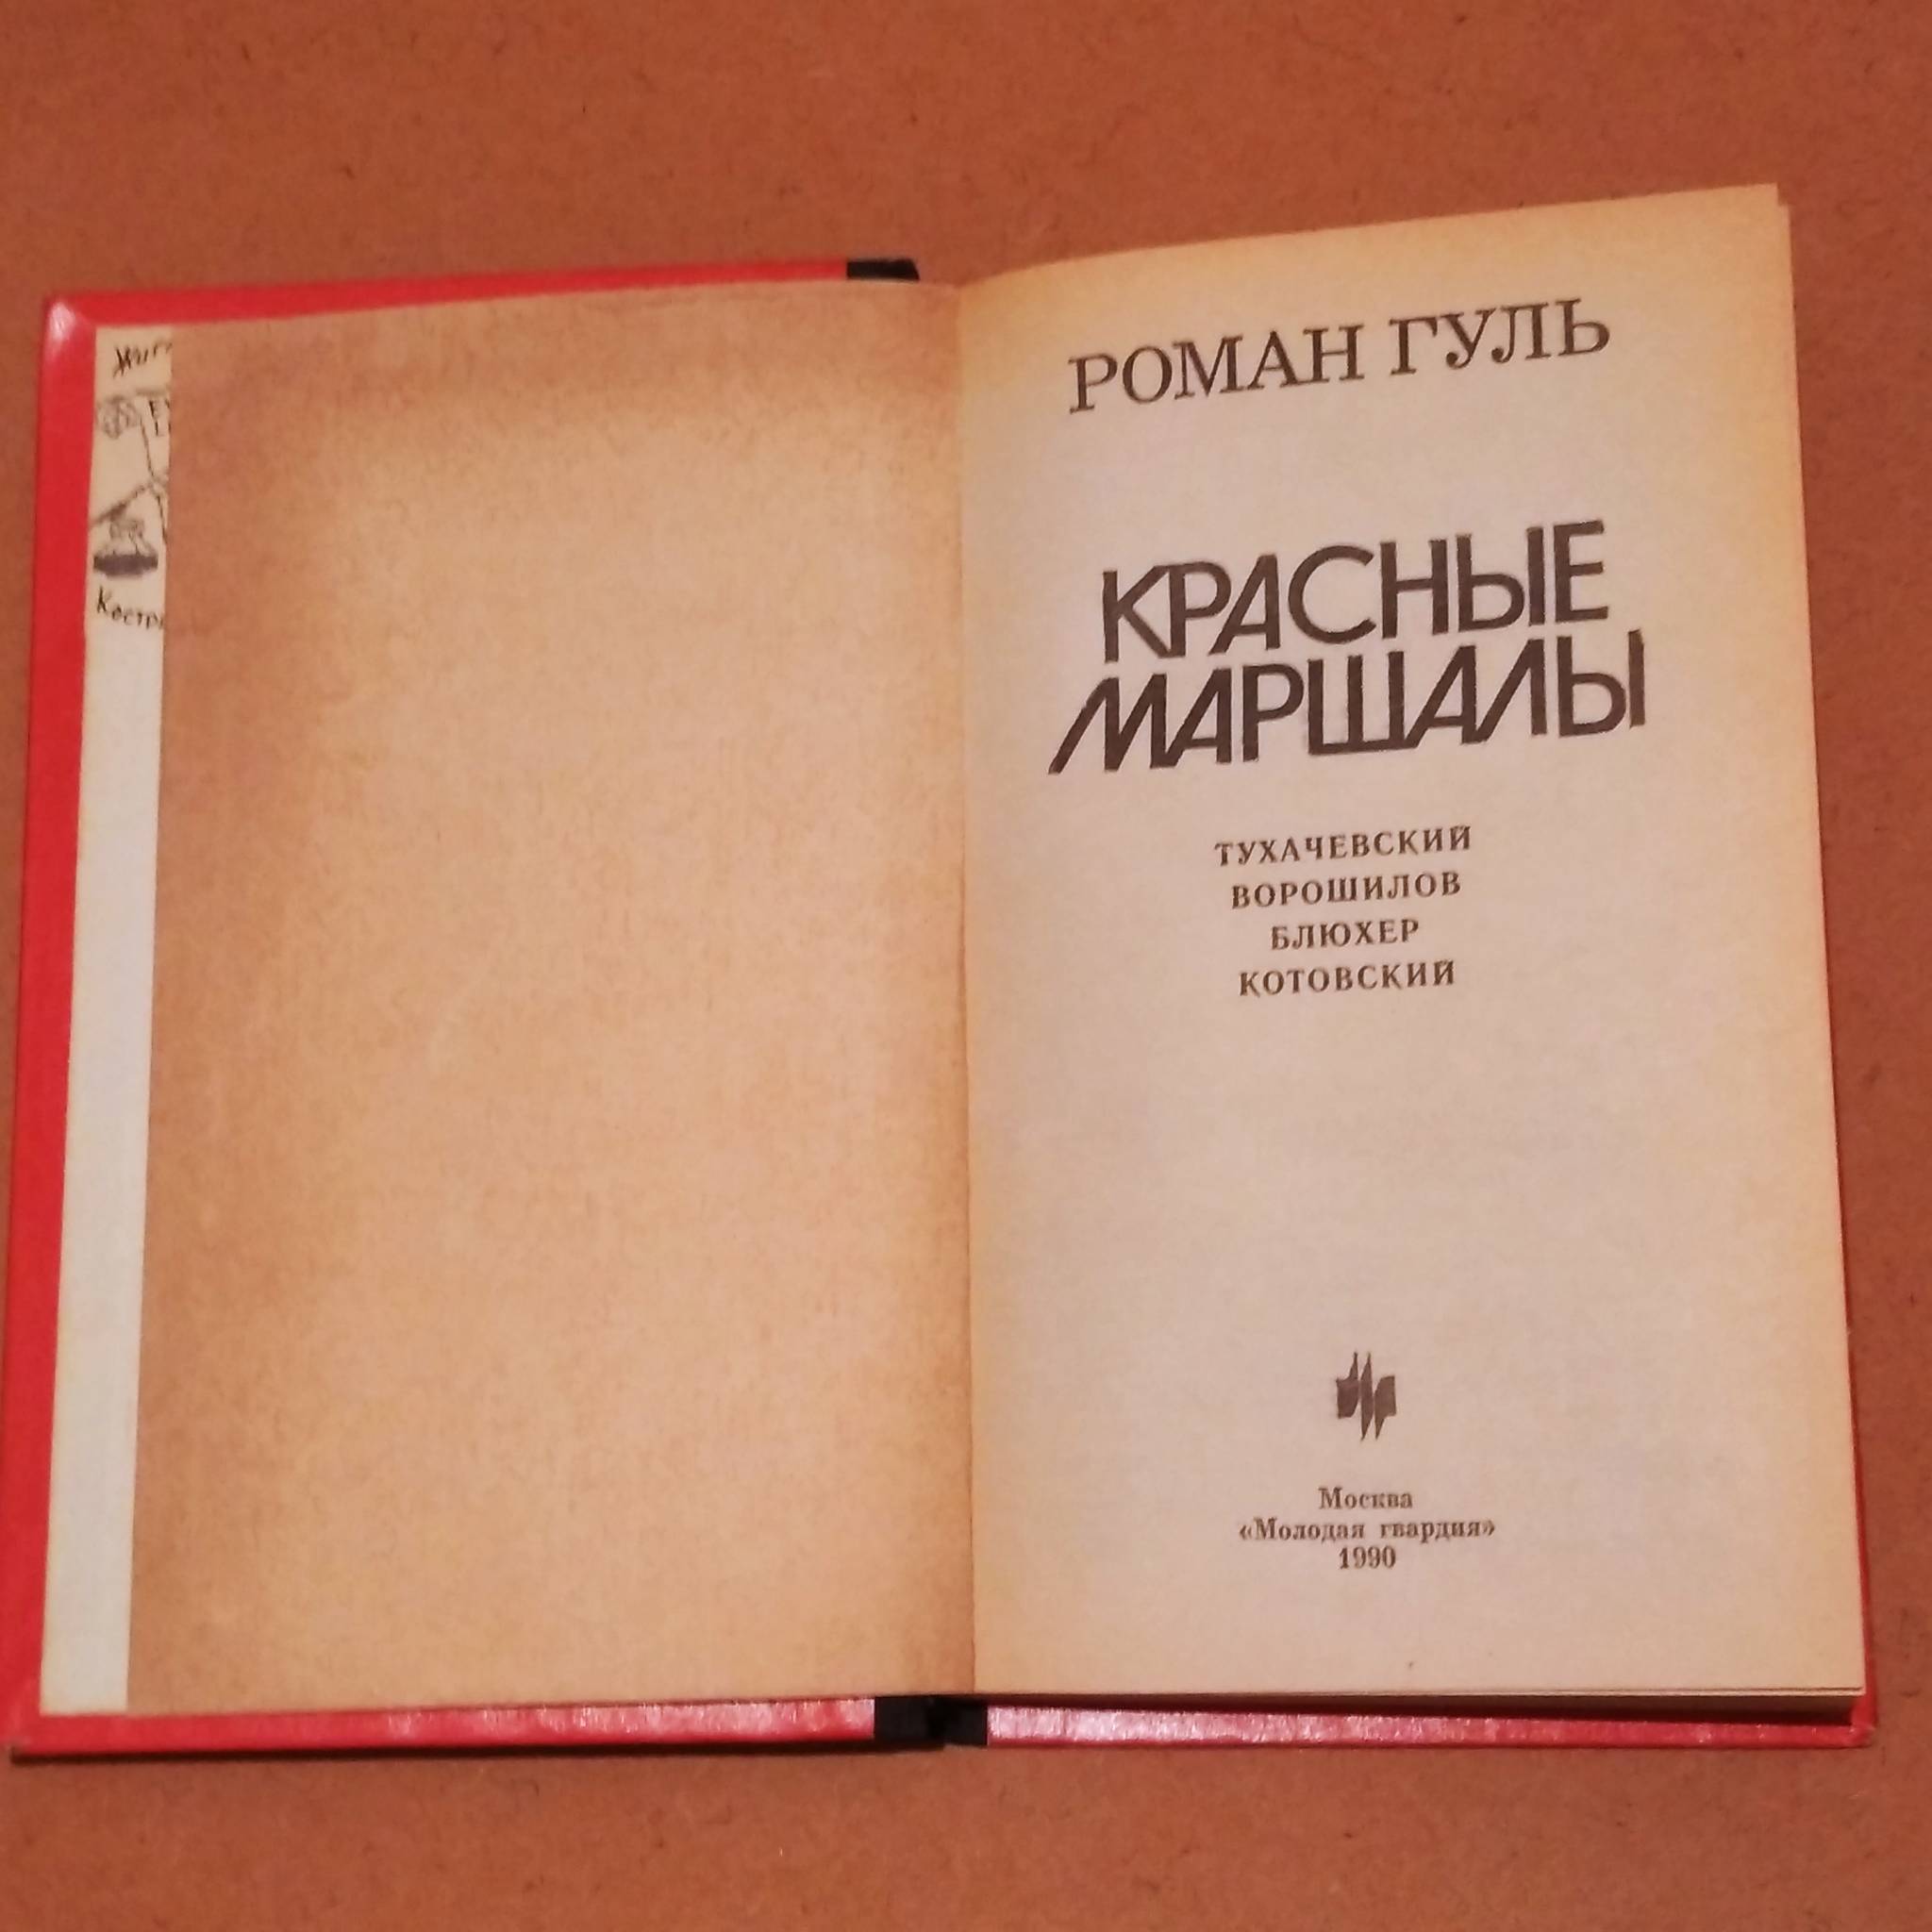 РОМАН ГУЛЬ
КРАСНЫЕ
МАРШАЛЫ
ТУХАЧЕВСКИЙ
ВОРОШИЛОВ
БЛЮХЕР
КОТОВСКИЙ
Москва
«Молодая гвардия»
1990